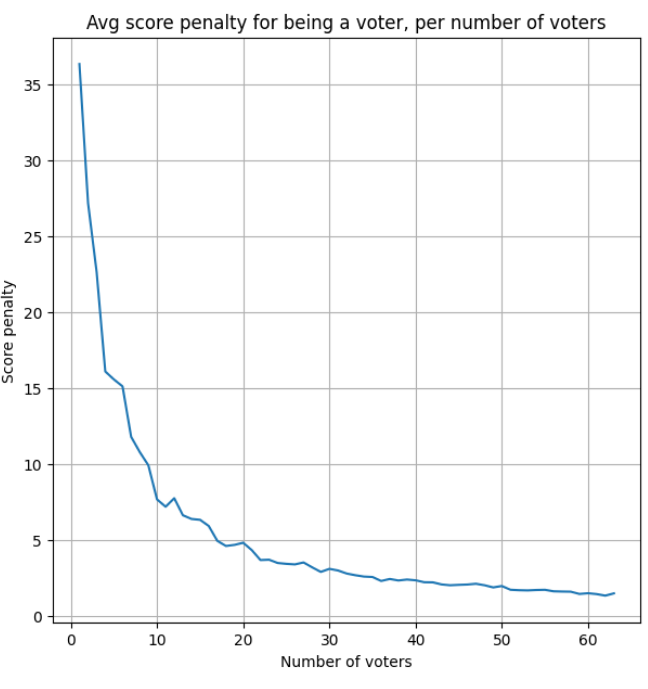 Avg score penalty for being a voter, per number of voters
Score penalty
35
30
25
20
15
10
5
0
0 10 20 30 40 50 60
Number of voters